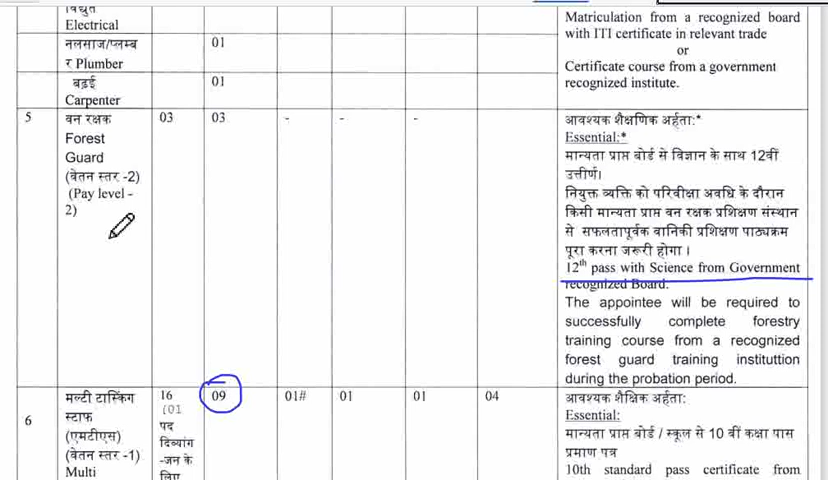 विद्युत
Electrical
नलसाज/प्लम्ब
र Plumber
01
बढ़ई
Carpenter
01
Matriculation from a recognized board
with ITI certificate in relevant trade
or
Certificate course from a government
recognized institute.
5
वन रक्षक
Forest
Guard
(वेतन स्तर -2)
(Pay level -
2)
03
03
-
-
-
आवश्यक शैक्षणिक अर्हता:*
Essential:*
मान्यता प्राप्त बोर्ड से विज्ञान के साथ 12वीं
उत्तीर्ण।
नियुक्त व्यक्ति को परिवीक्षा अवधि के दौरान
किसी मान्यता प्राप्त वन रक्षक प्रशिक्षण संस्थान
से सफलतापूर्वक वानिकी प्रशिक्षण पाठ्यक्रम
पूरा करना जरूरी होगा ।
12th pass with Science from Government
recognized Board.
The appointee will be required to
successfully complete forestry
training course from a recognized
forest guard training instituttion
during the probation period.
6
मल्टी टास्किंग
स्टाफ
(एमटीएस)
(वेतन स्तर -1)
Multi
16
(01
पद
दिव्यांग
-जन के
लिए
09
01#
01
01
04
आवश्यक शैक्षिक अर्हता:
Essential:
मान्यता प्राप्त बोर्ड / स्कूल से 10 वीं कक्षा पास
प्रमाण पत्र
10th standard pass certificate from